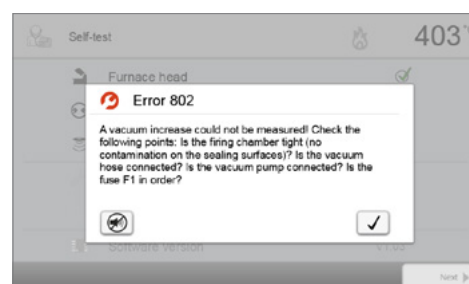 Self-test
403°
Furnace head
Error 802
A vacuum increase could not be measured! Check the
following points: Is the firing chamber tight (no
contamination on the sealing surfaces)? Is the vacuum
hose connected? Is the vacuum pump connected? Is the
fuse F1 in order?
Software version
V1.02
Next